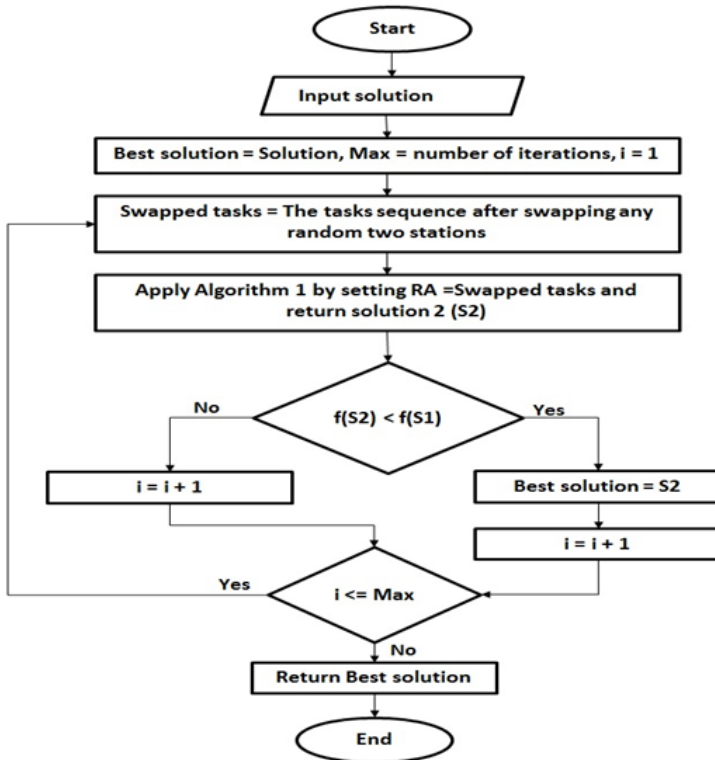 Start
Input solution
Best solution = Solution, Max = number of iterations, i = 1
Swapped tasks = The tasks sequence after swapping any
random two stations
Apply Algorithm 1 by setting RA =Swapped tasks and
return solution 2 (S2)
f(S2) < f(S1)
No
Yes
i = i + 1
Best solution = S2
i = i + 1
i <= Max
Yes
No
Return Best solution
End